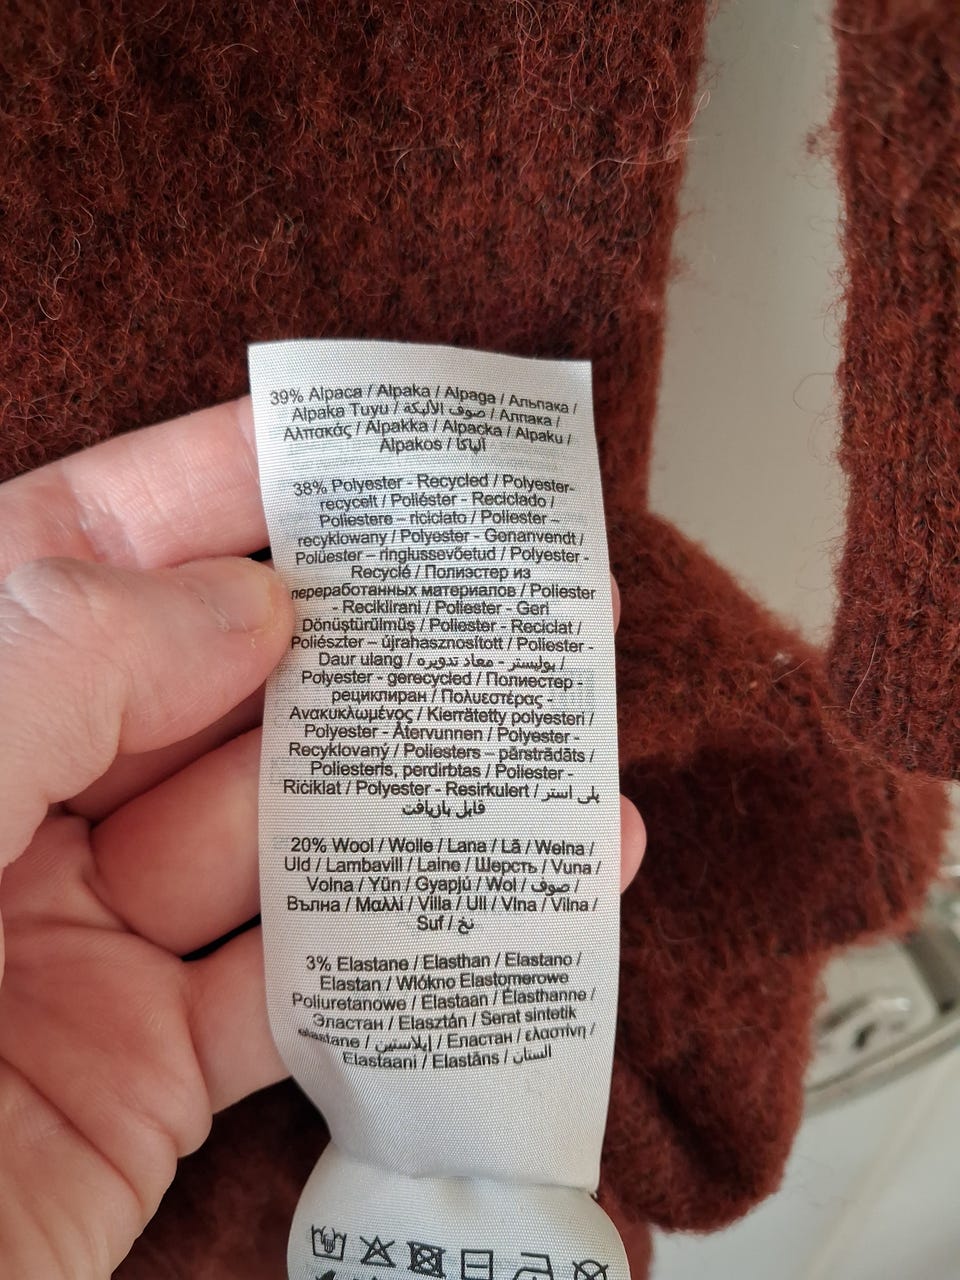 39% Alpaca / Alpaka / Alpaga / Альпака /
Alpaka Tuyu / صوف الألبكة / Алпака /
Αλπακάς / Alpakka / Alpacka / Alpaku /
Alpakos / آلپاکا
38% Polyester - Recycled / Polyester-
recycelt / Poliéster - Reciclado /
Poliestere – riciclato / Poliester –
recyklowany / Polyester - Genanvendt /
Polüester – ringlussevõetud / Polyester -
Recyclé / Полиэстер из
переработанных материалов / Poliester
- Reciklirani / Poliester - Geri
Dönüştürülmüş / Poliester - Reciclat /
Poliészter – újrahasznosított / Poliester -
Daur ulang / بوليستر - معاد تدويره /
Polyester - gerecycled / Полиестер -
рециклиран / Πολυεστέρας -
Ανακυκλωμένος / Kierrätetty polyesteri /
Polyester - Återvunnen / Polyester -
Recyklovaný / Poliesters – pārstrādāts /
Poliesteris, perdirbtas / Poliester -
Riciklat / Polyester - Resirkulert / پلی استر
قابل بازیافت
20% Wool / Wolle / Lana / Lã / Wełna /
Uld / Lambavill / Laine / Шерсть / Vuna /
Volna / Yün / Gyapjú / Wol / صوف /
Вълна / Μαλλί / Villa / Ull / Vlna / Vilna /
Suf / نخ
3% Elastane / Elasthan / Elastano /
Elastan / Włókno Elastomerowe
Poliuretanowe / Elastaan / Élasthanne /
Эластан / Elasztán / Serat sintetik
elastane / إيلاستين / Еластан / ελαστίνη /
Elastaani / Elastāns / الستان